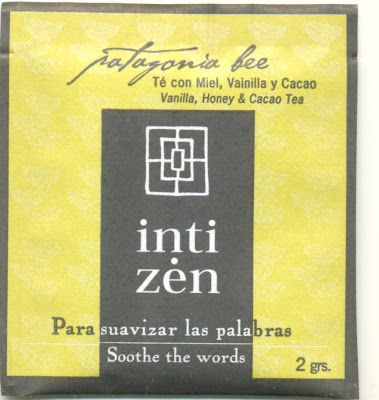 patagonia bee
Té con Miel, Vainilla y Cacao
Vanilla, Honey & Cacao Tea
inti
zėn
Para suavizar las palabras
Soothe the words
2 grs.